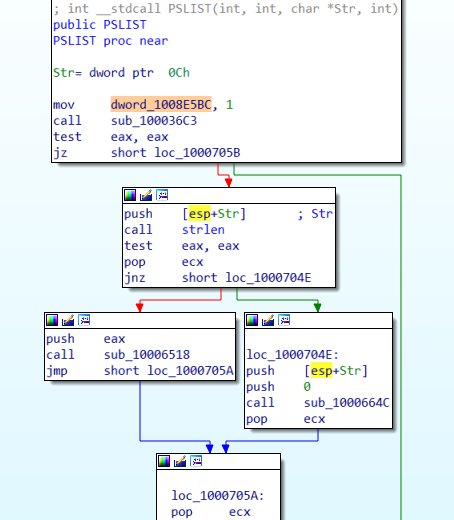 ; int __stdcall PSLIST(int, int, char *Str, int)
public PSLIST
PSLIST proc near
Str= dword ptr  0Ch
mov     dword_1008E5BC, 1
call    sub_100036C3
test    eax, eax
jz      short loc_1000705B
push    [esp+Str]       ; Str
call    strlen
test    eax, eax
pop     ecx
jnz     short loc_1000704E
push    eax
call    sub_10006518
jmp     short loc_1000705A
loc_1000704E:
push    [esp+Str]
push    0
call    sub_1000664C
pop     ecx
loc_1000705A:
pop     ecx